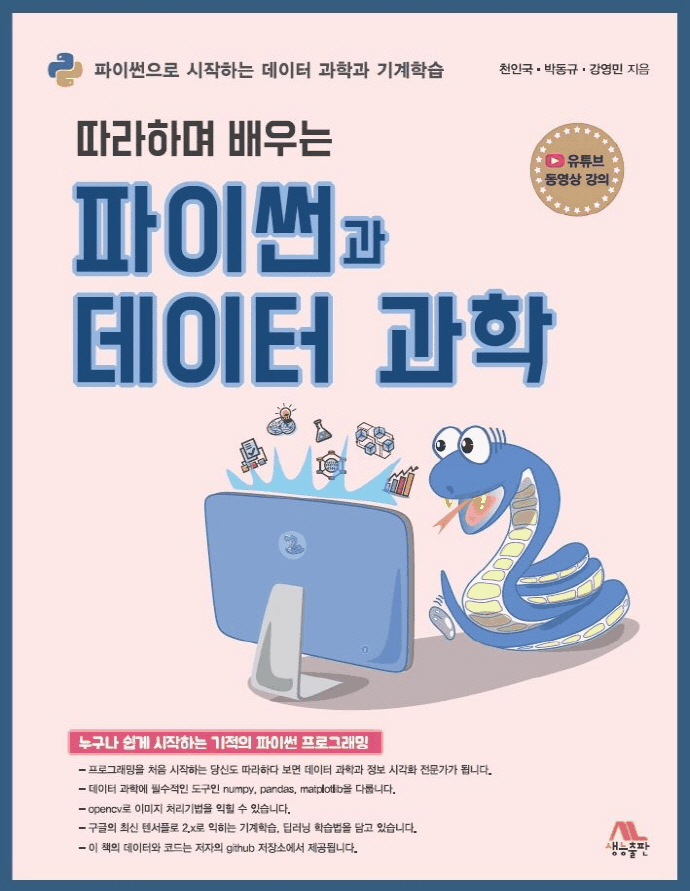 파이썬으로 시작하는 데이터 과학과 기계학습
천인국 • 박동규 • 강영민 지음
따라하며 배우는
유튜브
동영상 강의
파이썬과
데이터 과학
누구나 쉽게 시작하는 기적의 파이썬 프로그래밍
– 프로그래밍을 처음 시작하는 당신도 따라하다 보면 데이터 과학과 정보 시각화 전문가가 됩니다.
– 데이터 과학에 필수적인 도구인 numpy, pandas, matplotlib을 다룹니다.
– opencv로 이미지 처리기법을 익힐 수 있습니다.
– 구글의 최신 텐서플로 2.x로 익히는 기계학습, 딥러닝 학습법을 담고 있습니다.
– 이 책의 데이터와 코드는 저자의 github 저장소에서 제공됩니다.
생능출판